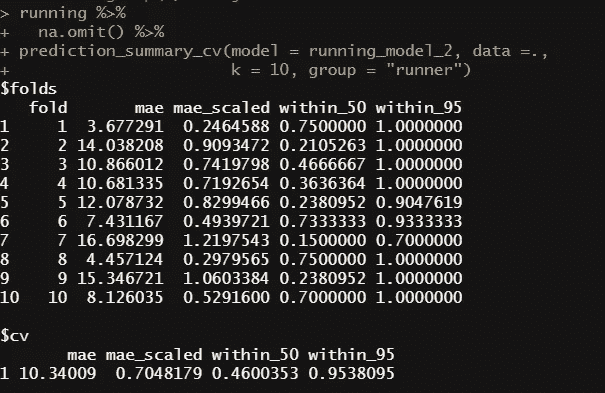 > running %>%
+   na.omit() %>%
+ prediction_summary_cv(model = running_model_2, data =.,
+                       k = 10, group = "runner")
$folds
   fold       mae mae_scaled within_50 within_95
1     1  3.677291  0.2464588 0.7500000 1.0000000
2     2 14.038208  0.9093472 0.2105263 1.0000000
3     3 10.866012  0.7419798 0.4666667 1.0000000
4     4 10.681335  0.7192654 0.3636364 1.0000000
5     5 12.078732  0.8299466 0.2380952 0.9047619
6     6  7.431167  0.4939721 0.7333333 0.9333333
7     7 16.698299  1.2197543 0.1500000 0.7000000
8     8  4.457124  0.2979565 0.7500000 1.0000000
9     9 15.346721  1.0603384 0.2380952 1.0000000
10   10  8.126035  0.5291600 0.7000000 1.0000000
$cv
       mae mae_scaled within_50 within_95
1 10.34009  0.7048179 0.4600353 0.9538095